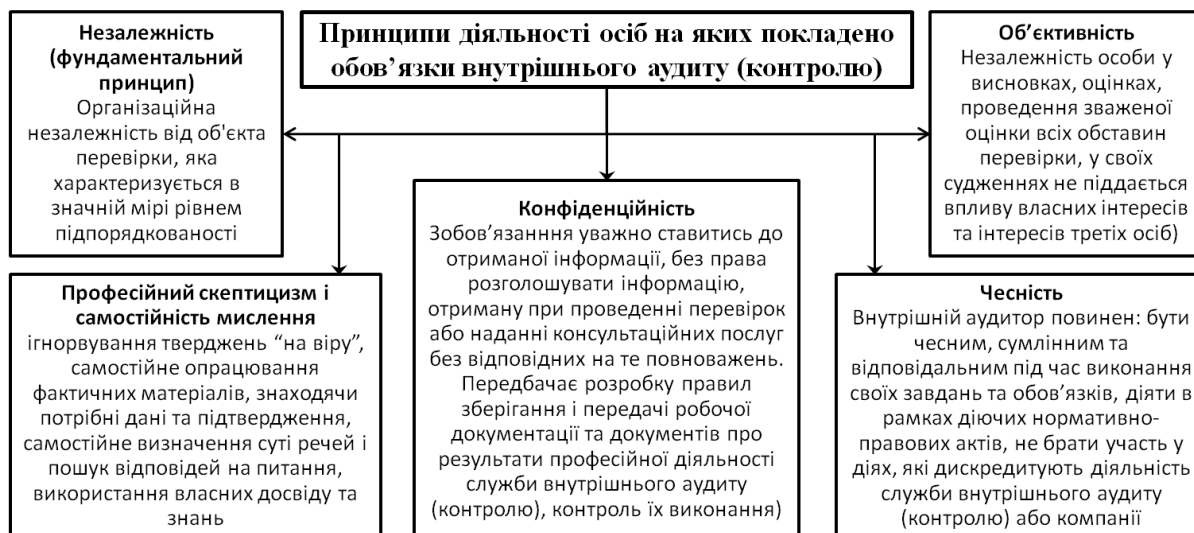 Принципи діяльності осіб на яких покладено
обов’язки внутрішнього аудиту (контролю)
Незалежність
(фундаментальний
принцип)
Організаційна
незалежність від об'єкта
перевірки, яка
характеризується в
значній мірі рівнем
підпорядкованості
Об’єктивність
Незалежність особи у
висновках, оцінках,
проведення зваженої
оцінки всіх обставин
перевірки, у своїх
судженнях не піддається
впливу власних інтересів
та інтересів третіх осіб)
Професійний скептицизм і
самостійність мислення
ігнорвування тверджень “на віру”,
самостійне опрацювання
фактичних матеріалів, знаходячи
потрібні дані та підтвердження,
самостійне визначення суті речей і
пошук відповідей на питання,
використання власних досвіду та
знань
Конфіденційність
Зобов’язанння уважно ставитись до
отриманої інформації, без права
розголошувати інформацію,
отриману при проведенні перевірок
або наданні консультаційних послуг
без відповідних на те повноважень.
Передбачає розробку правил
зберігання і передачі робочої
документації та документів про
результати професійної діяльності
служби внутрішнього аудиту
(контролю), контроль їх виконання)
Чесність
Внутрішній аудитор повинен: бути
чесним, сумлінним та
відповідальним під час виконання
своїх завдань та обов’язків, діяти в
рамках діючих нормативно-
правових актів, не брати участь у
діях, які дискредитують діяльність
служби внутрішнього аудиту
(контролю) або компанії